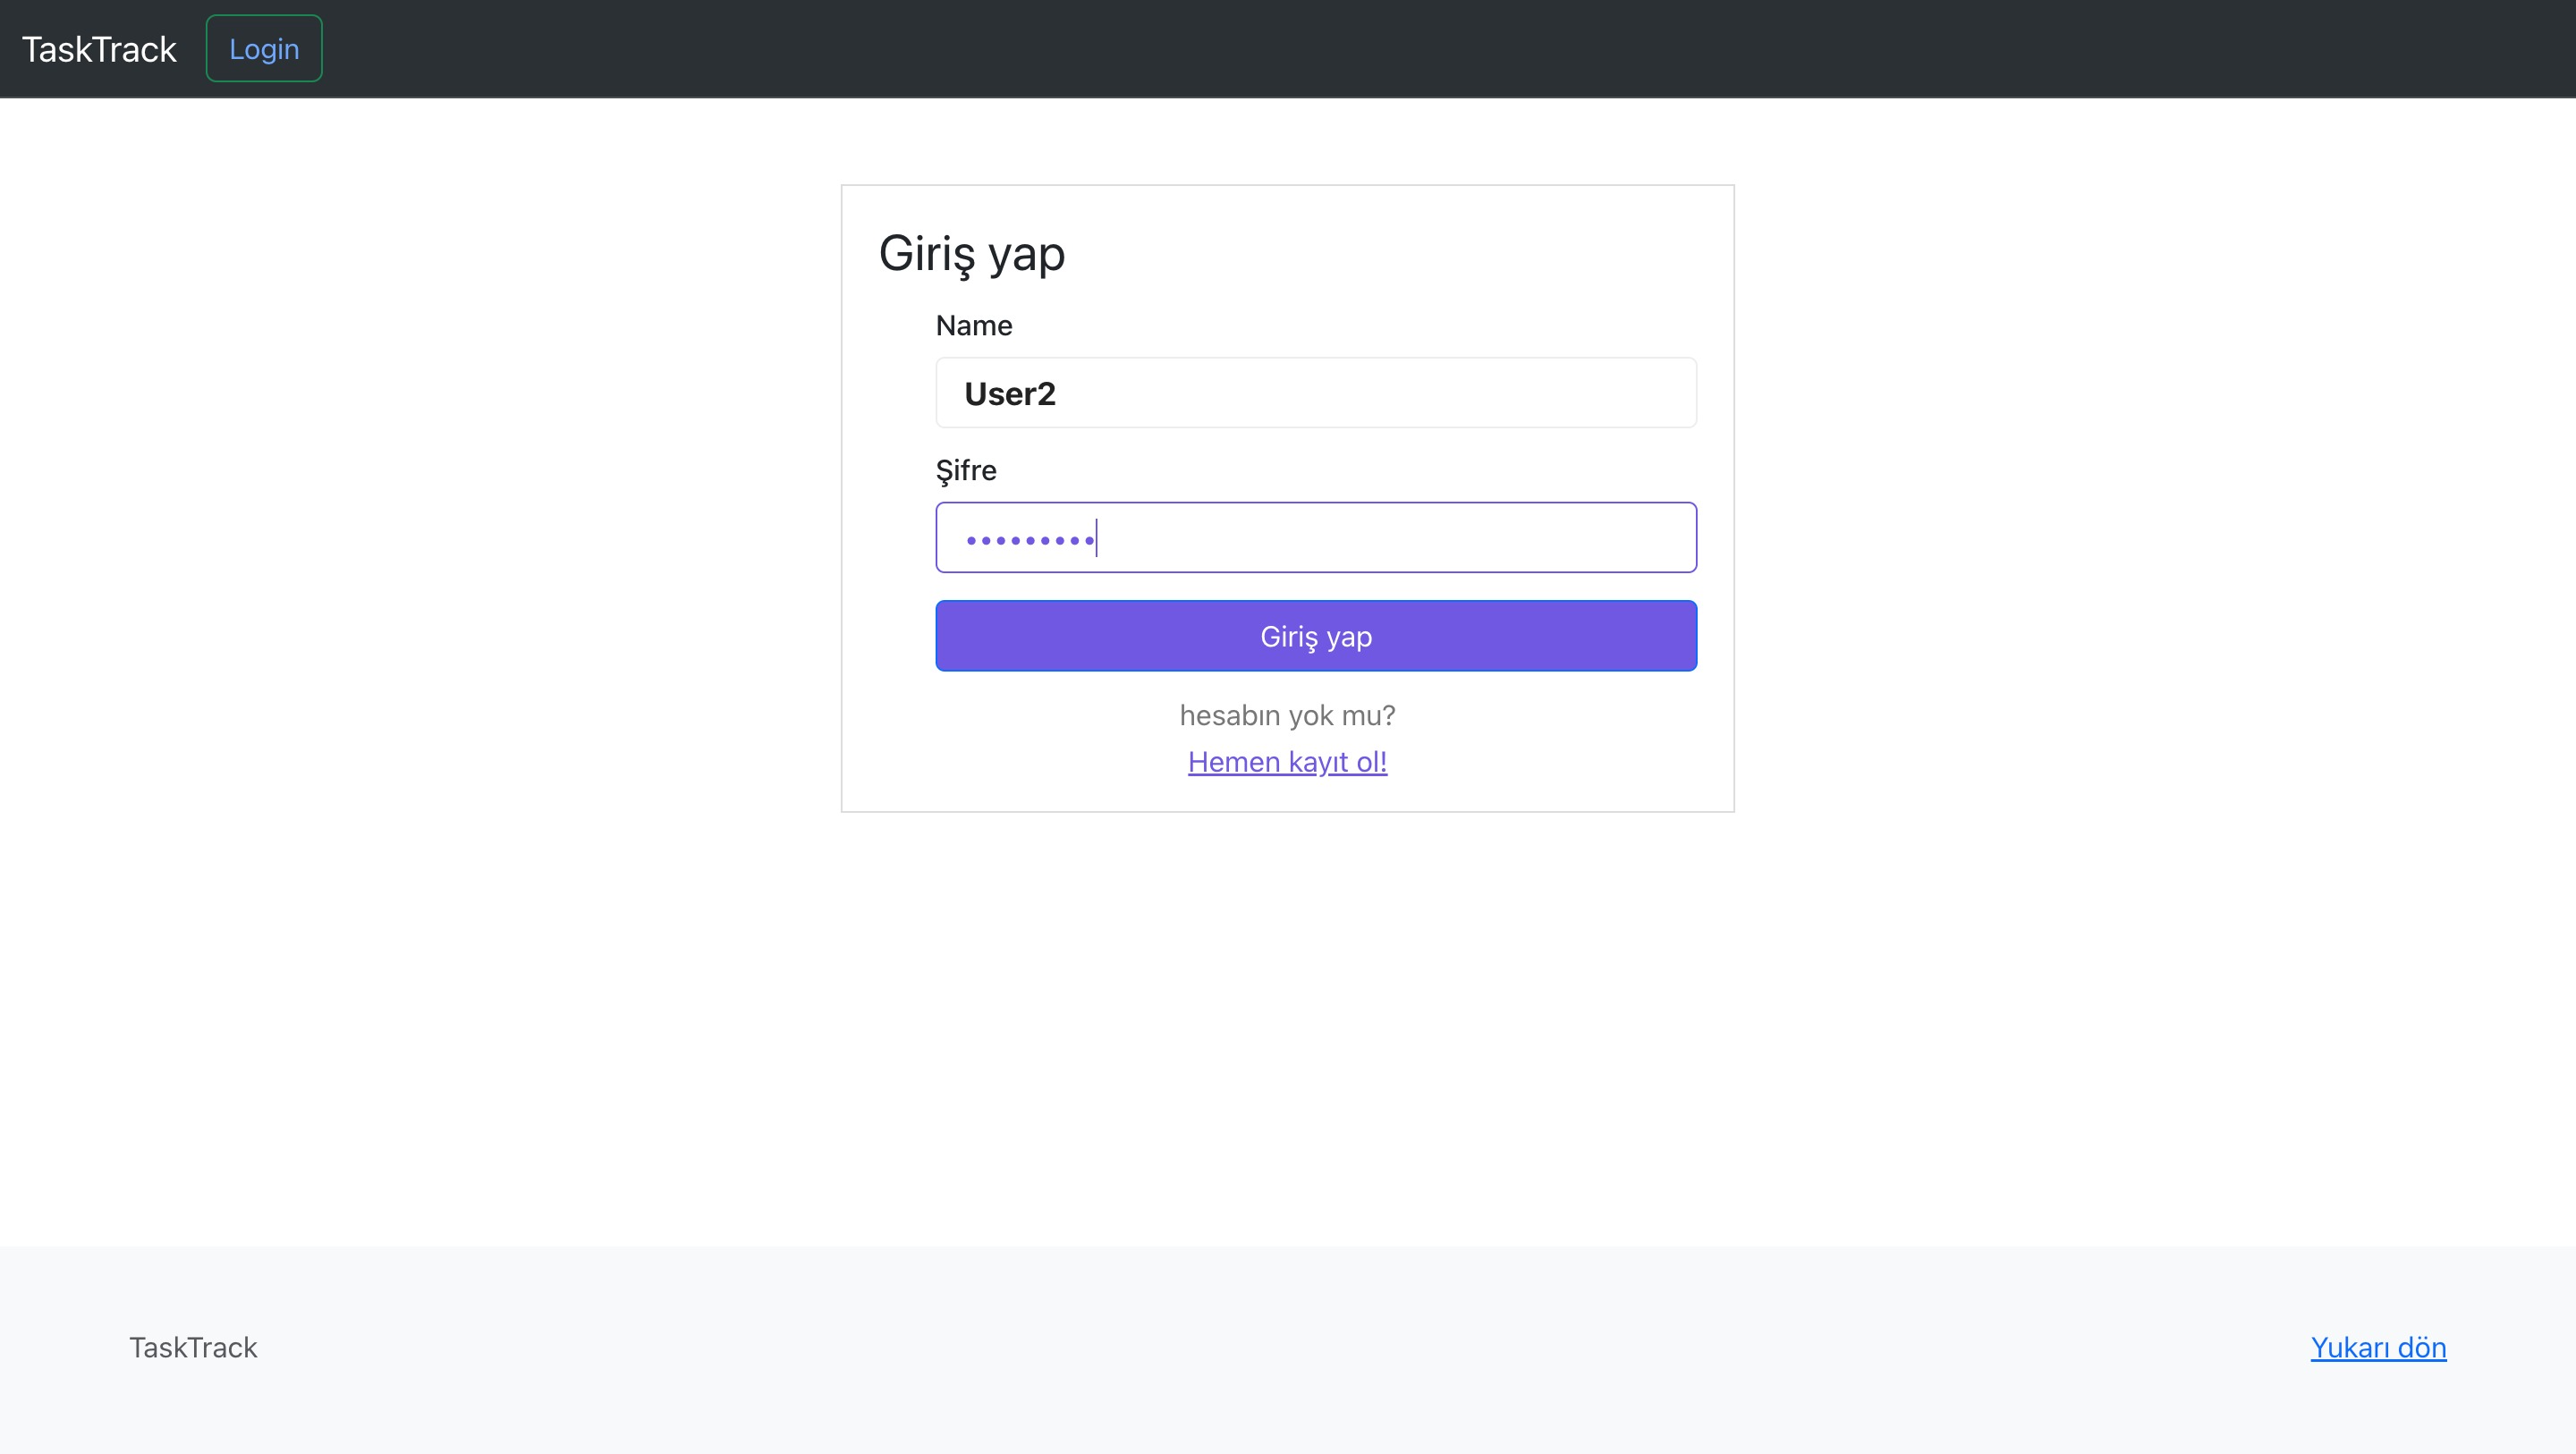 TaskTrack Login
Giriş yap
Name
User2
Şifre
•••••••••
Giriş yap
hesabın yok mu?
Hemen kayıt ol!
TaskTrack
Yukarı dön